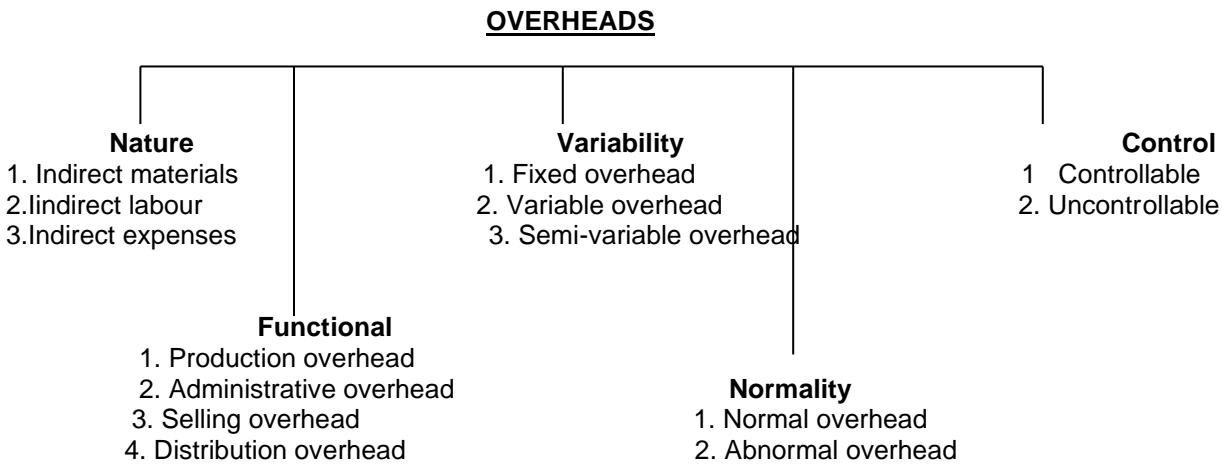 OVERHEADS
Nature
1. Indirect materials
2.Iindirect labour
3.Indirect expenses
Variability
1. Fixed overhead
2. Variable overhead
3. Semi-variable overhead
Control
1 Controllable
2. Uncontrollable
Functional
1. Production overhead
2. Administrative overhead
3. Selling overhead
4. Distribution overhead
Normality
1. Normal overhead
2. Abnormal overhead